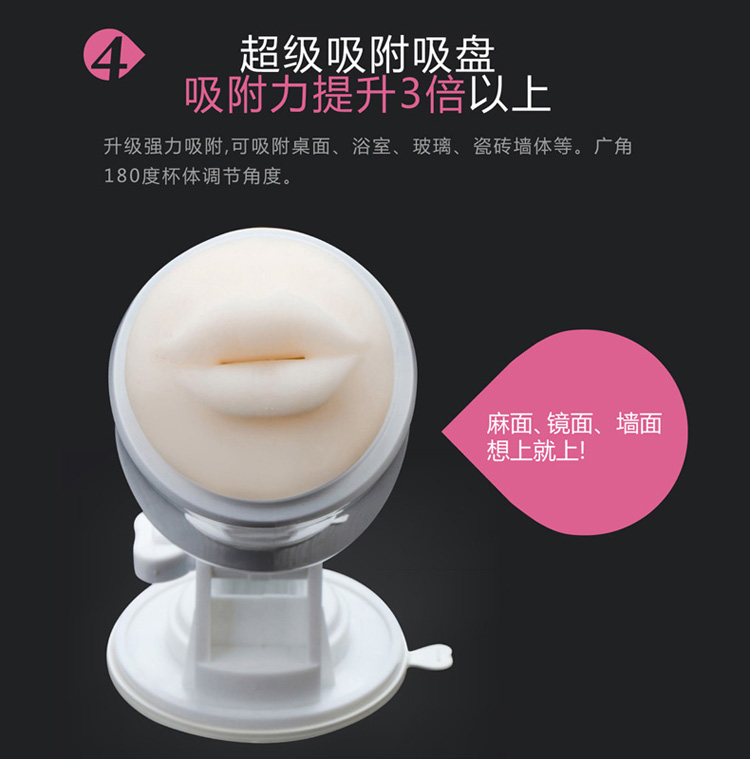 4
超级吸附吸盘
吸附力提升3倍以上
升级强力吸附,可吸附桌面、浴室、玻璃、瓷砖墙体等。广角
180度杯体调节角度。
麻面、镜面、墙面
想上就上!